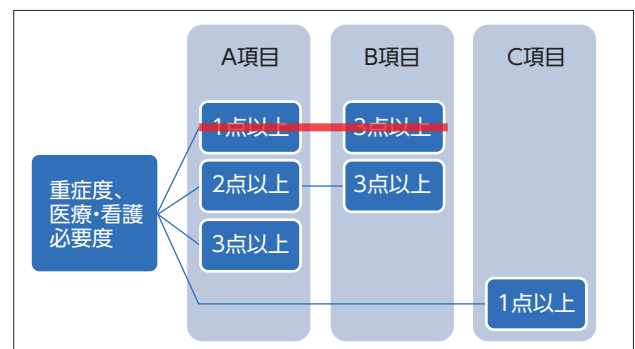 A項目
B項目
C項目
1点以上
3点以上
重症度、
医療・看護
必要度
2点以上
3点以上
3点以上
1点以上